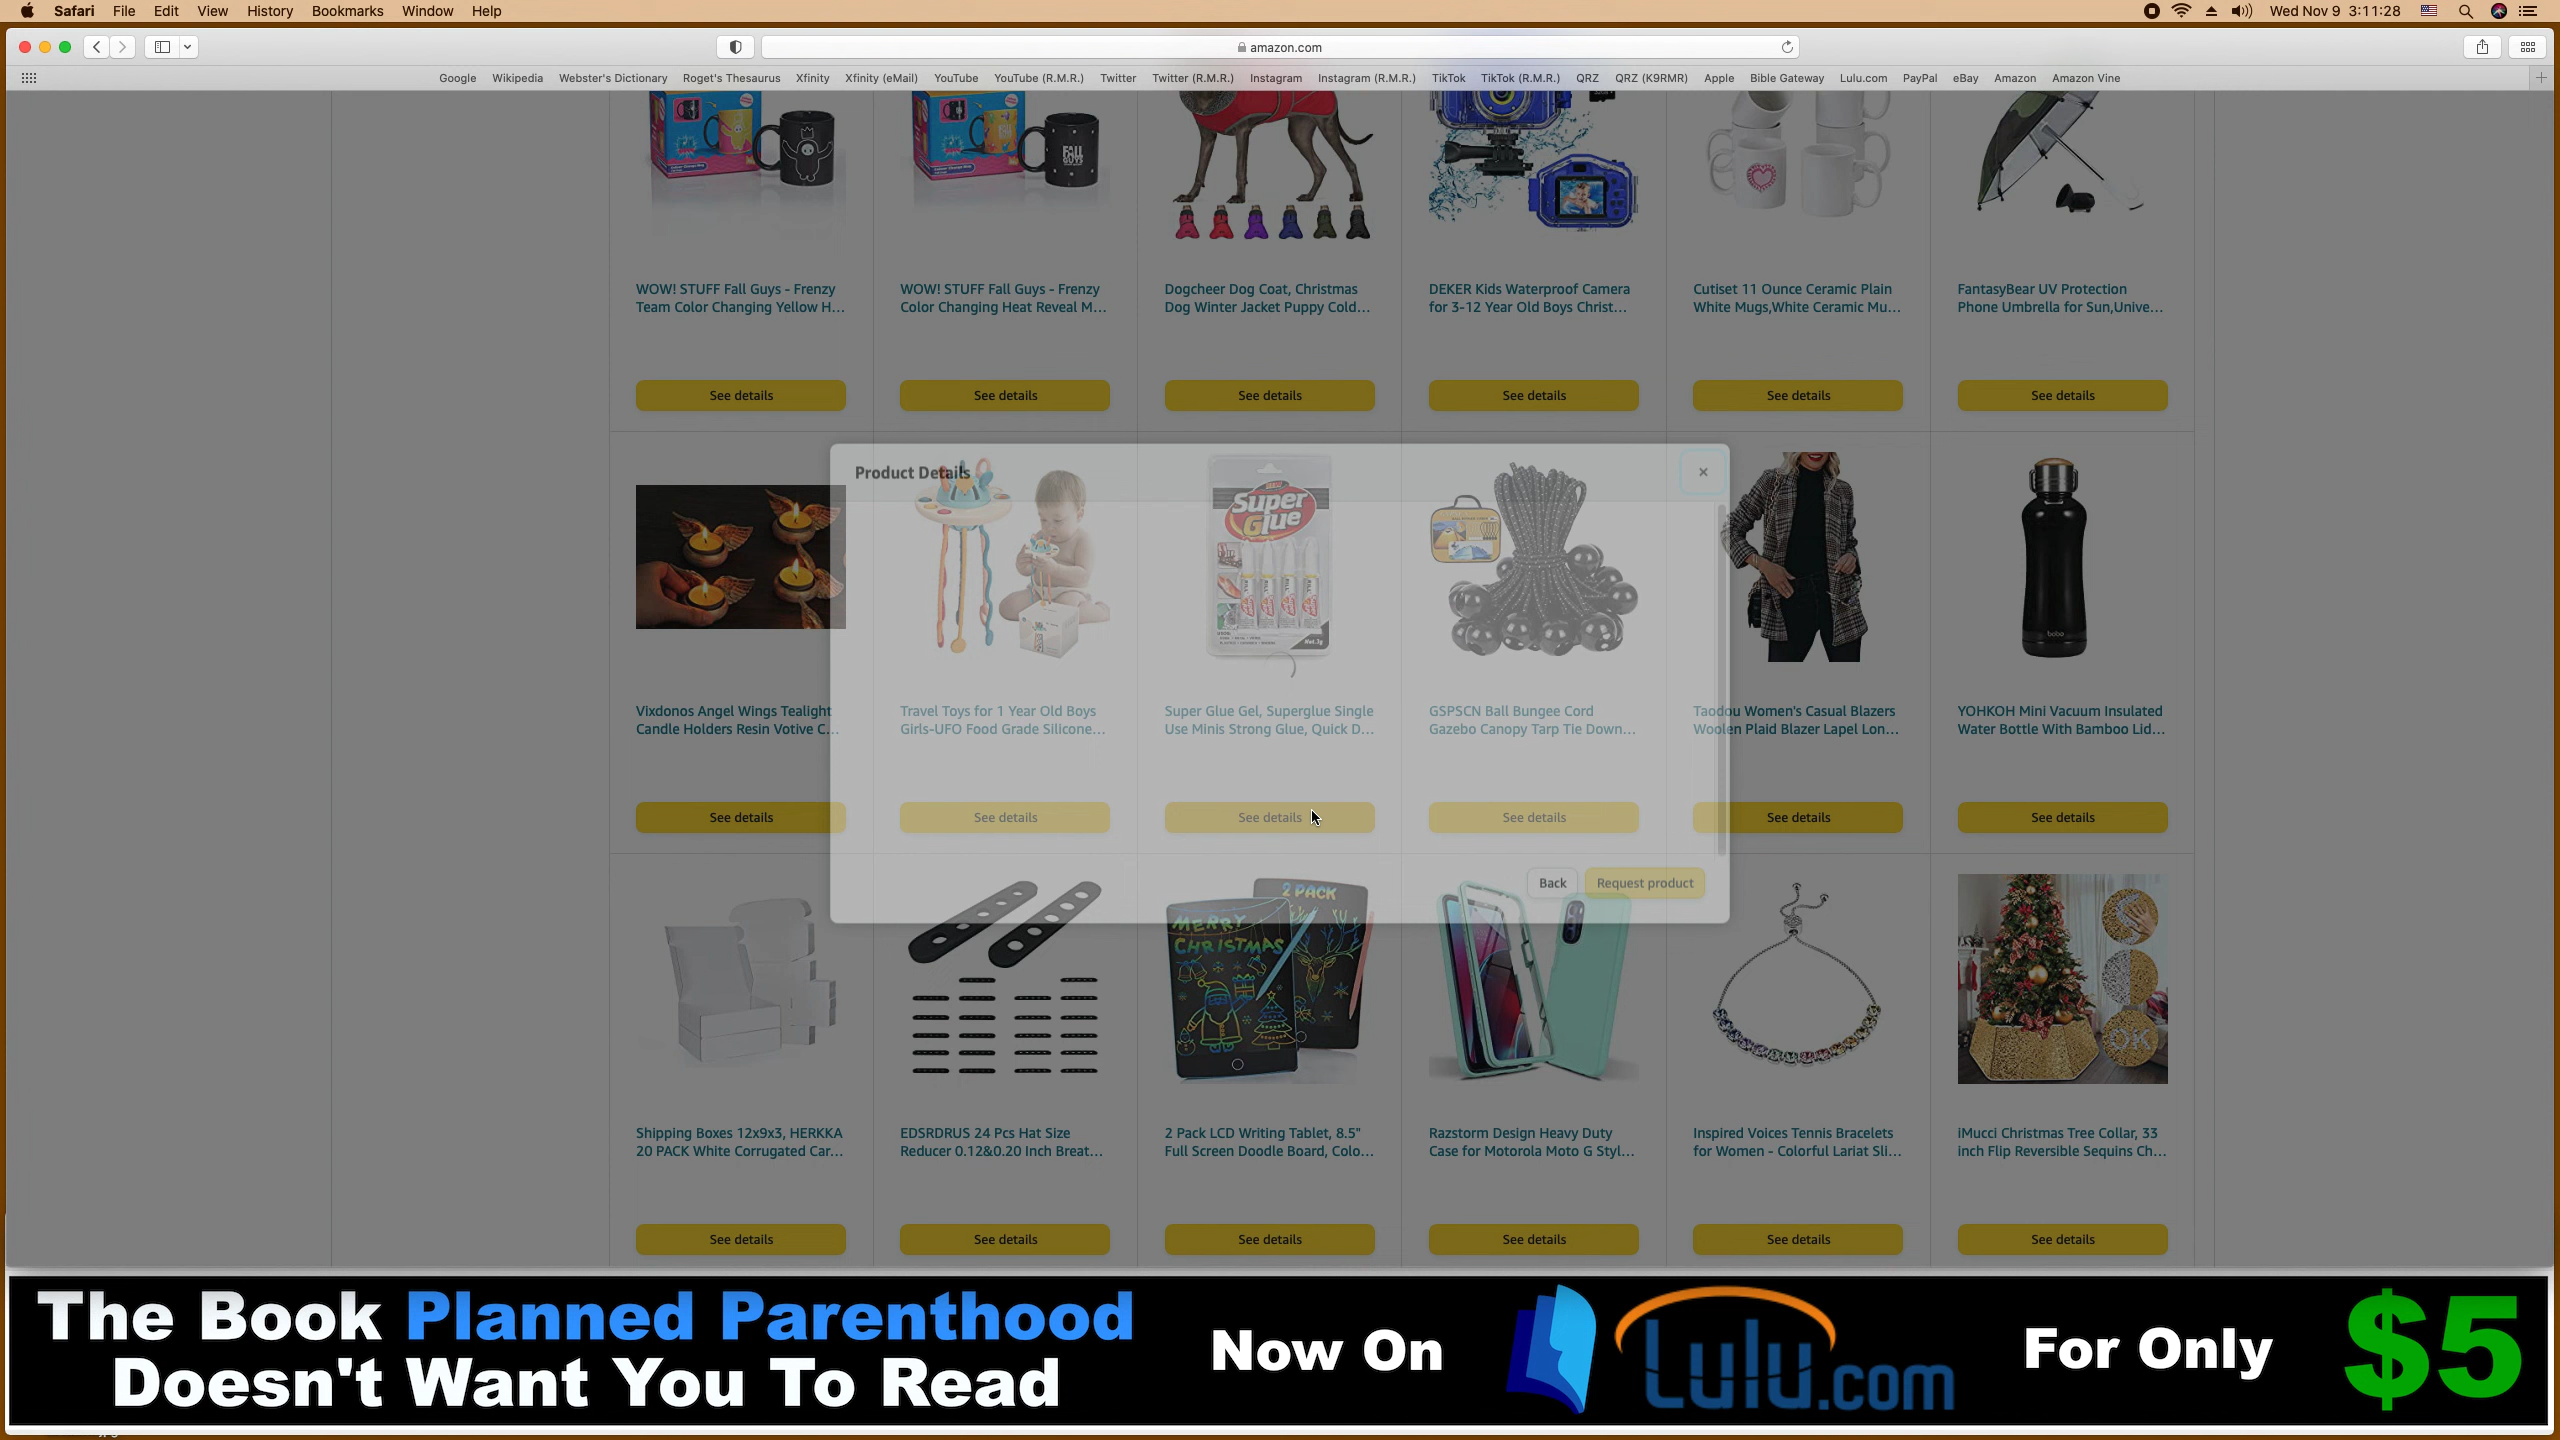 Safari File Edit View History Bookmarks Window Help
Wed Nov 9 3:11:28
amazon.com
Google Wikipedia Webster's Dictionary Roget's Thesaurus Xfinity Xfinity (eMail) YouTube YouTube (R.M.R.) Twitter Twitter (R.M.R.) Instagram Instagram (R.M.R.) TikTok TikTok (R.M.R.) QRZ QRZ (K9RMR) Apple Bible Gateway Lulu.com PayPal eBay Amazon Amazon Vine
FALL GUYS
WOW! STUFF Fall Guys - Frenzy
Team Color Changing Yellow H...
WOW! STUFF Fall Guys - Frenzy
Color Changing Heat Reveal M...
Dogcheer Dog Coat, Christmas
Dog Winter Jacket Puppy Cold...
DEKER Kids Waterproof Camera
for 3-12 Year Old Boys Christ...
Cutiset 11 Ounce Ceramic Plain
White Mugs,White Ceramic Mu...
FantasyBear UV Protection
Phone Umbrella for Sun,Unive...
See details See details See details See details See details See details
Product Details
Super
Glue
bobo
Vixdonos Angel Wings Tealight
Candle Holders Resin Votive C...
Travel Toys for 1 Year Old Boys
Girls-UFO Food Grade Silicone...
Super Glue Gel, Superglue Single
Use Minis Strong Glue, Quick D...
GSPSCN Ball Bungee Cord
Gazebo Canopy Tarp Tie Down...
Taodou Women's Casual Blazers
Woolen Plaid Blazer Lapel Lon...
YOHKOH Mini Vacuum Insulated
Water Bottle With Bamboo Lid...
See details See details See details See details See details See details
Back Request product
2 PACK
MERRY
CHRISTMAS
OK
Shipping Boxes 12x9x3, HERKKA
20 PACK White Corrugated Car...
EDSRDRUS 24 Pcs Hat Size
Reducer 0.12&0.20 Inch Breat...
2 Pack LCD Writing Tablet, 8.5"
Full Screen Doodle Board, Colo...
Razstorm Design Heavy Duty
Case for Motorola Moto G Styl...
Inspired Voices Tennis Bracelets
for Women - Colorful Lariat Sli...
iMucci Christmas Tree Collar, 33
inch Flip Reversible Sequins Ch...
See details See details See details See details See details See details
The Book Planned Parenthood
Doesn't Want You To Read
Now On
Lulu.com
For Only
$5